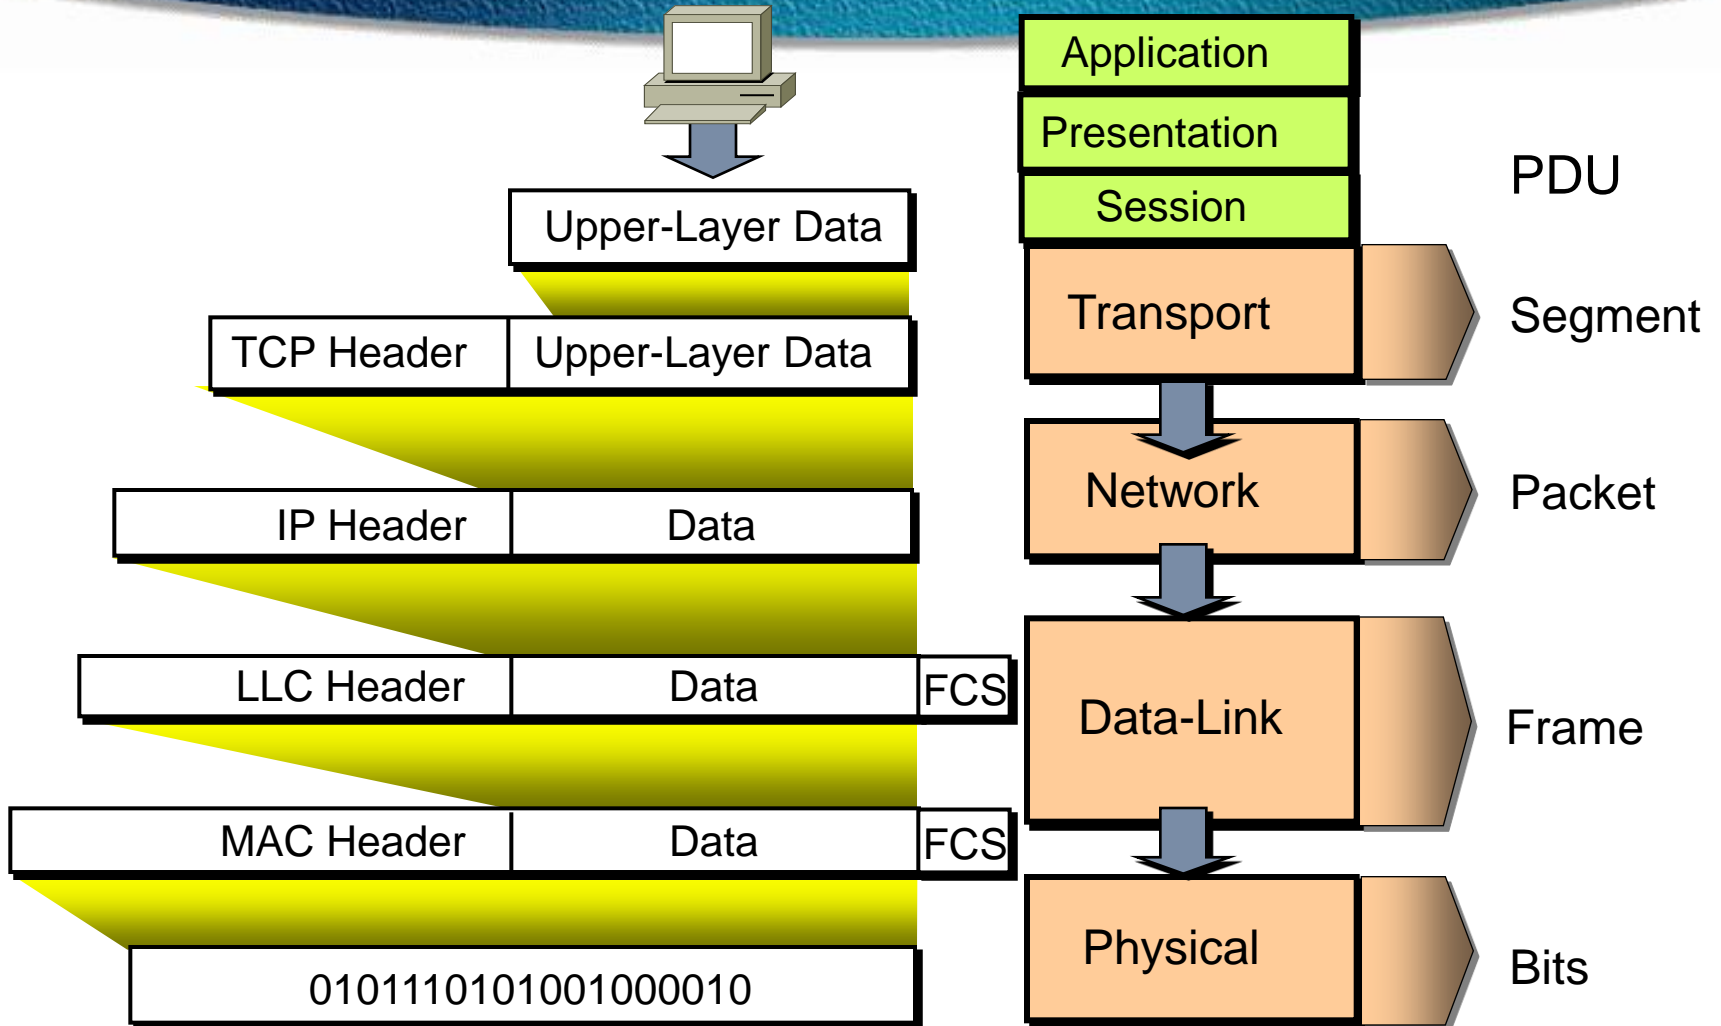 Application
Presentation
PDU
Session
Upper-Layer Data
Transport
Segment
TCP Header Upper-Layer Data
Network
Packet
IP Header Data
LLC Header Data FCS
Data-Link
Frame
MAC Header Data FCS
Physical
Bits
0101110101001000010